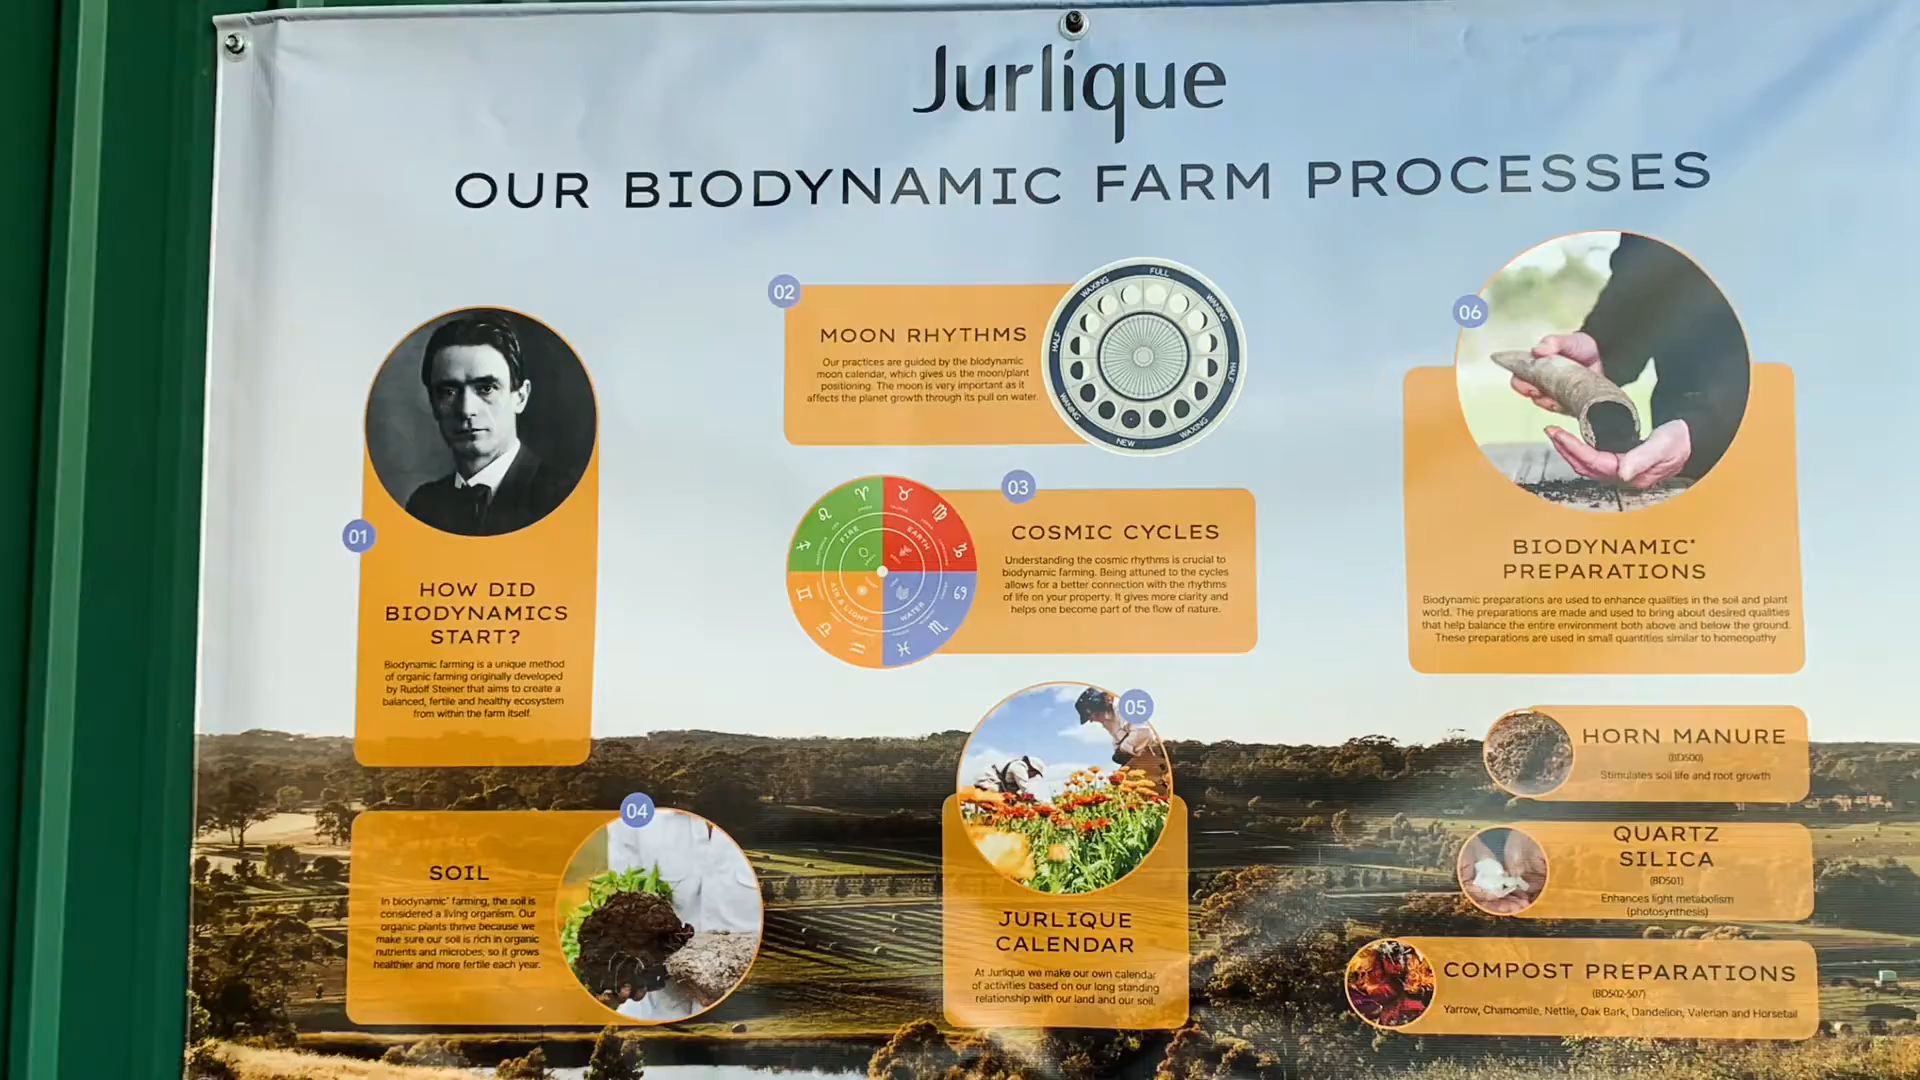 Jurlique
OUR BIODYNAMIC FARM PROCESSES
01
HOW DID
BIODYNAMICS
START?
Biodynamic farming is a unique method
of organic farming originally developed
by Rudolf Steiner that aims to create a
balanced, fertile and healthy ecosystem
from within the farm itself.
02
MOON RHYTHMS
Our practices are guided by the biodynamic
moon calendar, which gives us the moon/plant
positioning. The moon is very important as it
affects the planet growth through its pull on water.
FULL
WANING
HALF
WAXING
NEW
WANING
HALF
WAXING
03
COSMIC CYCLES
Understanding the cosmic rhythms is crucial to
biodynamic farming. Being attuned to the cycles
allows for a better connection with the rhythms
of life on your property. It gives more clarity and
helps one become part of the flow of nature.
FIRE
EARTH
AIR & LIGHT
WATER
04
SOIL
In biodynamic* farming, the soil is
considered a living organism. Our
organic plants thrive because we
make sure our soil is rich in organic
nutrients and microbes, so it grows
healthier and more fertile each year.
05
JURLIQUE
CALENDAR
At Jurlique we make our own calendar
of activities based on our long standing
relationship with our land and our soil.
06
BIODYNAMIC*
PREPARATIONS
Biodynamic preparations are used to enhance qualities in the soil and plant
world. The preparations are made and used to bring about desired qualities
that help balance the entire environment both above and below the ground.
These preparations are used in small quantities similar to homeopathy
HORN MANURE
(BD500)
Stimulates soil life and root growth
QUARTZ
SILICA
(BD501)
Enhances light metabolism
(photosynthesis)
COMPOST PREPARATIONS
(BD502-507)
Yarrow, Chamomile, Nettle, Oak Bark, Dandelion, Valerian and Horsetail